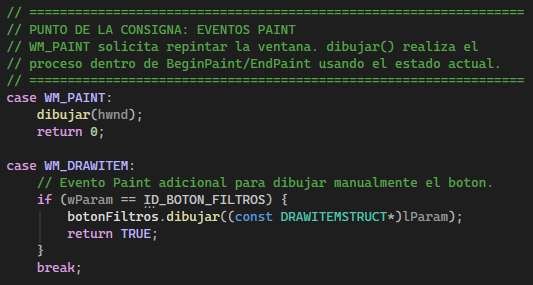 // ============================================================
// PUNTO DE LA CONSIGNA: EVENTOS PAINT
// WM_PAINT solicita repintar la ventana. dibujar() realiza el
// proceso dentro de BeginPaint/EndPaint usando el estado actual.
// ============================================================
case WM_PAINT:
    dibujar(hwnd);
    return 0;

case WM_DRAWITEM:
    // Evento Paint adicional para dibujar manualmente el boton.
    if (wParam == ID_BOTON_FILTROS) {
        botonFiltros.dibujar((const DRAWITEMSTRUCT*)lParam);
        return TRUE;
    }
    break;